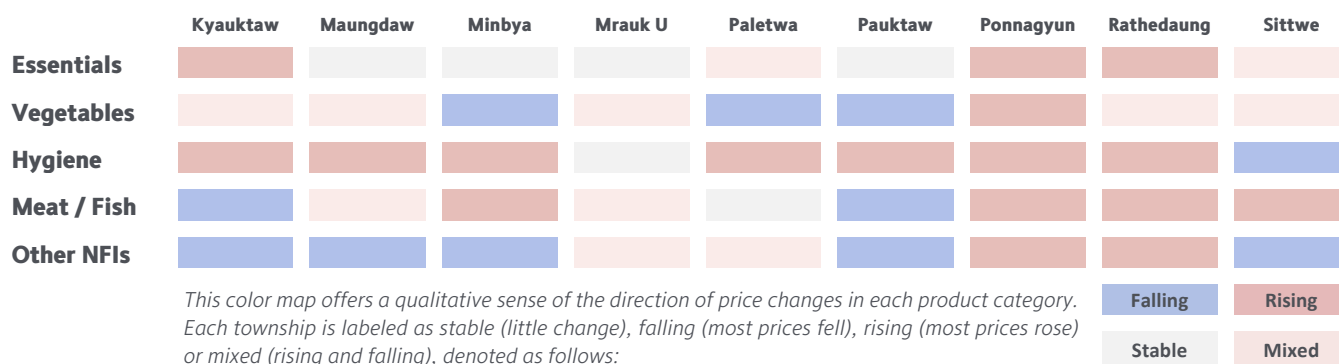 Kyauktaw Maungdaw Minbya Mrauk U Paletwa Pauktaw Ponnagyun Rathedaung Sittwe
Essentials
Vegetables
Hygiene
Meat / Fish
Other NFIs
This color map offers a qualitative sense of the direction of price changes in each product category.
Each township is labeled as stable (little change), falling (most prices fell), rising (most prices rose)
or mixed (rising and falling), denoted as follows:
Falling Rising
Stable Mixed